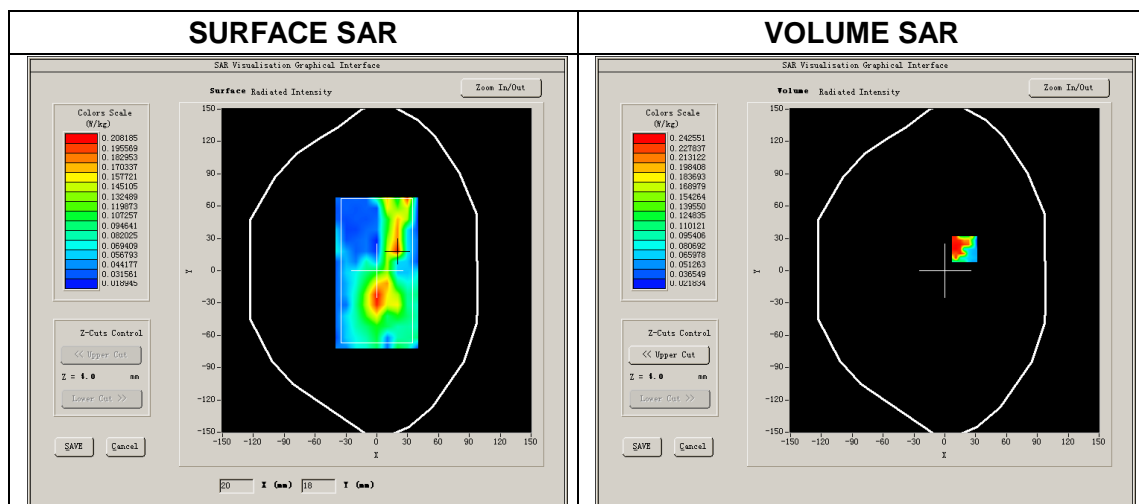 SURFACE SAR
VOLUME SAR
SAR Visualisation Graphical Interface
Surface Radiated Intensity
Zoom In/Out
Colors Scale
(W/kg)
0.208185
0.195569
0.182953
0.170337
0.157721
0.145105
0.132489
0.119873
0.107257
0.094641
0.082025
0.069409
0.056793
0.044177
0.031561
0.018945
150
120
90
60
30
0
-30
-60
-90
-120
-150
Y
-150 -120 -90 -60 -30 0 30 60 90 120 150
X
Z-Cuts Control
<< Upper Cut
Z = 4.0 mm
Lower Cut >>
SAVE Cancel
20 X (mm) 18 Y (mm)
SAR Visualisation Graphical Interface
Volume Radiated Intensity
Zoom In/Out
Colors Scale
(W/kg)
0.242551
0.227837
0.213122
0.198408
0.183693
0.168979
0.154264
0.139550
0.124835
0.110121
0.095406
0.080692
0.065978
0.051263
0.036549
0.021834
150
120
90
60
30
0
-30
-60
-90
-120
-150
Y
-150 -120 -90 -60 -30 0 30 60 90 120 150
X
Z-Cuts Control
<< Upper Cut
Z = 4.0 mm
Lower Cut >>
SAVE Cancel